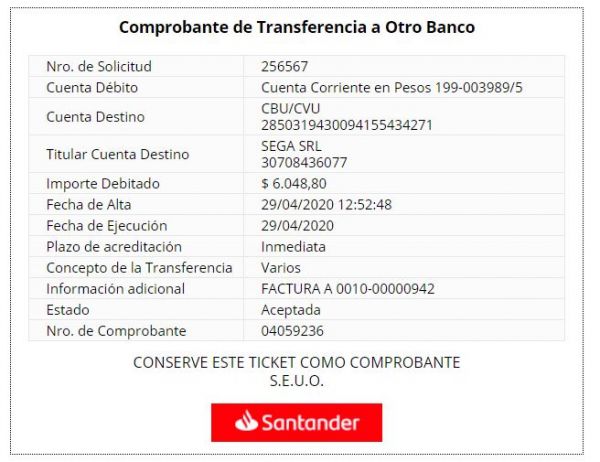 Comprobante de Transferencia a Otro Banco
Nro. de Solicitud 256567
Cuenta Débito Cuenta Corriente en Pesos 199-003989/5
Cuenta Destino CBU/CVU
2850319430094155434271
Titular Cuenta Destino SEGA SRL
30708436077
Importe Debitado $ 6.048,80
Fecha de Alta 29/04/2020 12:52:48
Fecha de Ejecución 29/04/2020
Plazo de acreditación Inmediata
Concepto de la Transferencia Varios
Información adicional FACTURA A 0010-00000942
Estado Aceptada
Nro. de Comprobante 04059236
CONSERVE ESTE TICKET COMO COMPROBANTE
S.E.U.O.
Santander